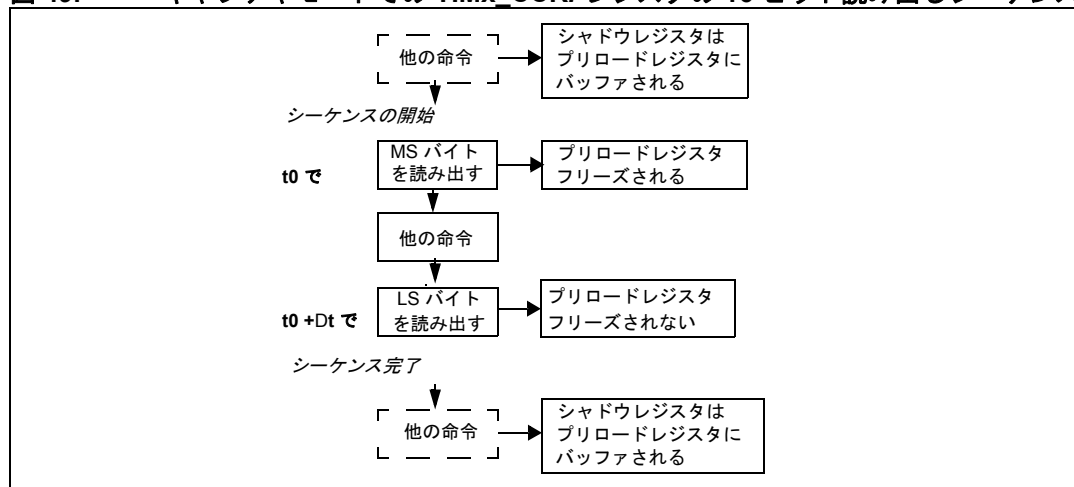 他の命令
シャドウレジスタは
プリロードレジスタに
バッファされる
シーケンスの開始
t0 で
MS バイト
を読み出す
プリロードレジスタ
フリーズされる
他の命令
t0 +Dt で
LS バイト
を読み出す
プリロードレジスタ
フリーズされない
シーケンス完了
他の命令
シャドウレジスタは
プリロードレジスタに
バッファされる